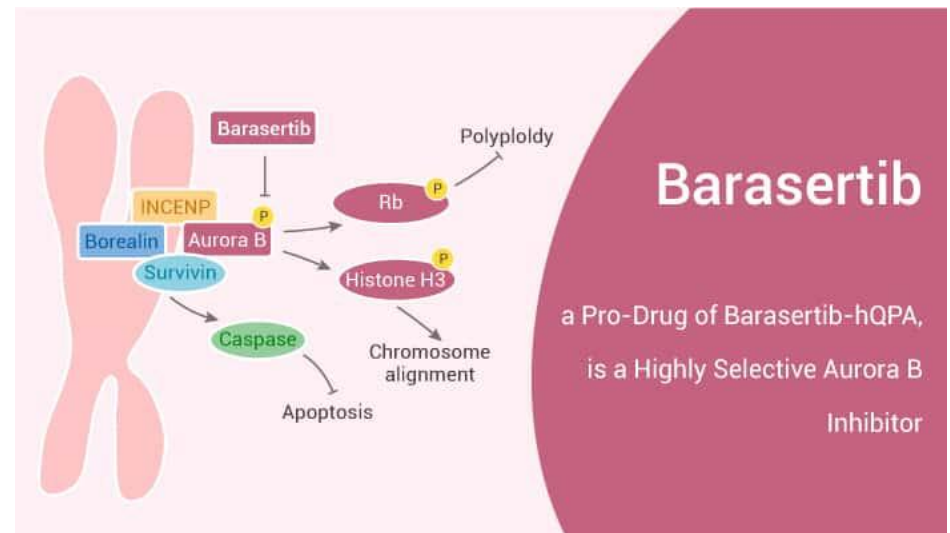 Barasertib
Polyploldy
P
Rb
INCENP
P
Borealin
Aurora B
P
Survivin
Histone H3
Caspase
Chromosome
alignment
Apoptosis
Barasertib
a Pro-Drug of Barasertib-hQPA,
is a Highly Selective Aurora B
Inhibitor